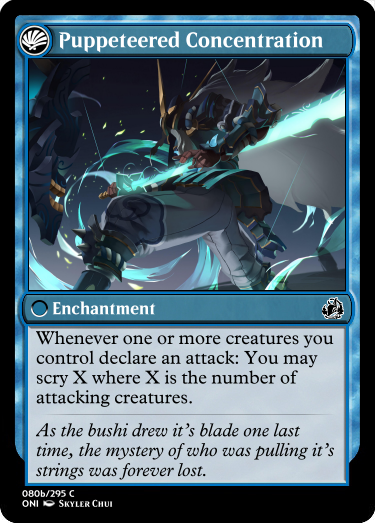 Puppeteered Concentration
Enchantment
Whenever one or more creatures you
control declare an attack: You may
scry X where X is the number of
attacking creatures.
As the bushi drew it's blade one last
time, the mystery of who was pulling it's
strings was forever lost.
080b/295 C
ONI Skyler Chui